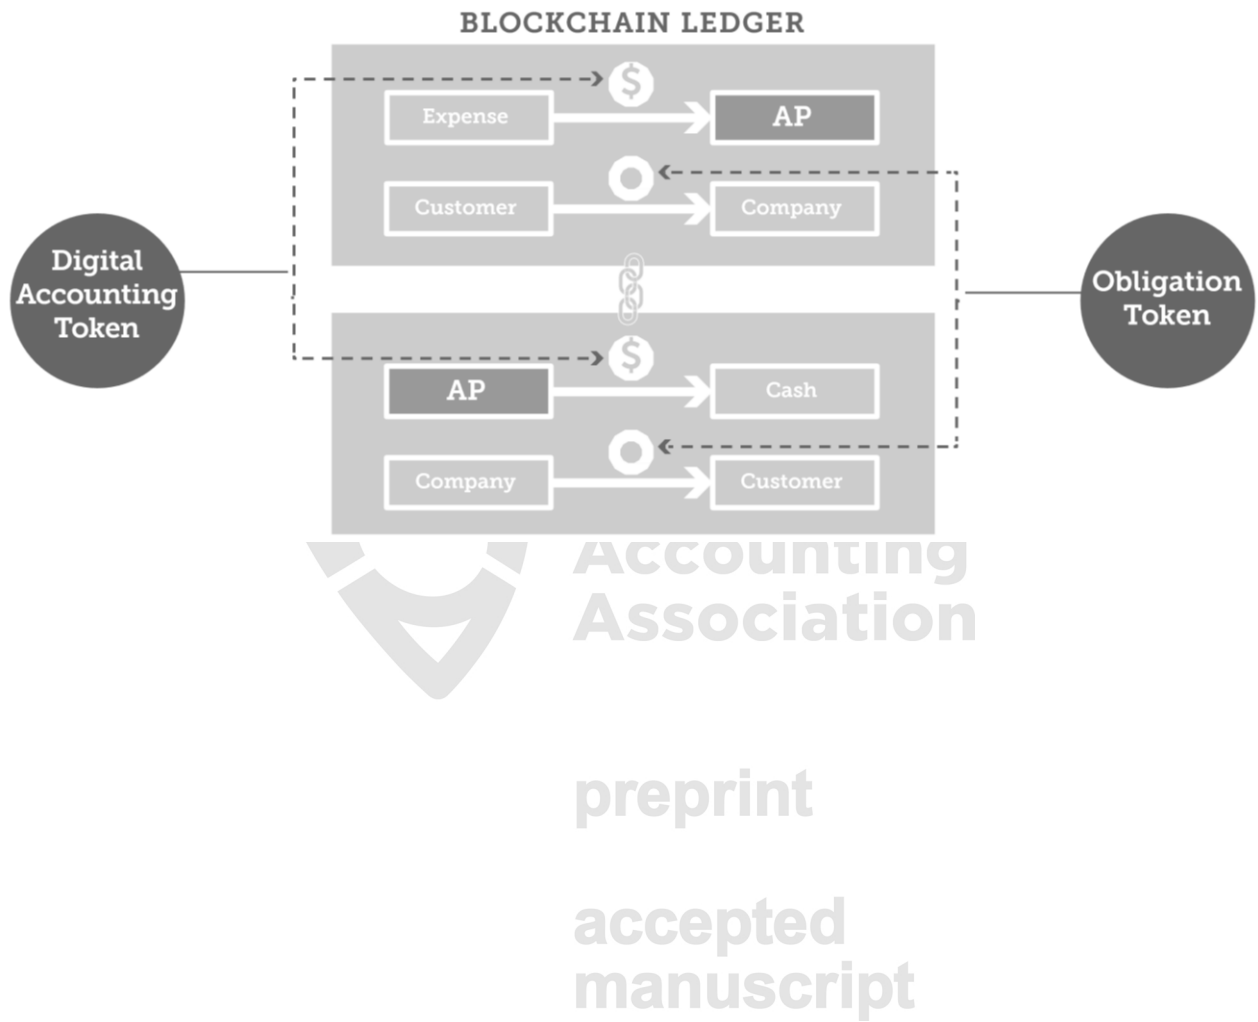 BLOCKCHAIN LEDGER
$
Expense
AP
Customer
Company
Digital
Accounting
Token
Obligation
Token
$
AP
Cash
Company
Customer
Accounting
Association
preprint
accepted
manuscript